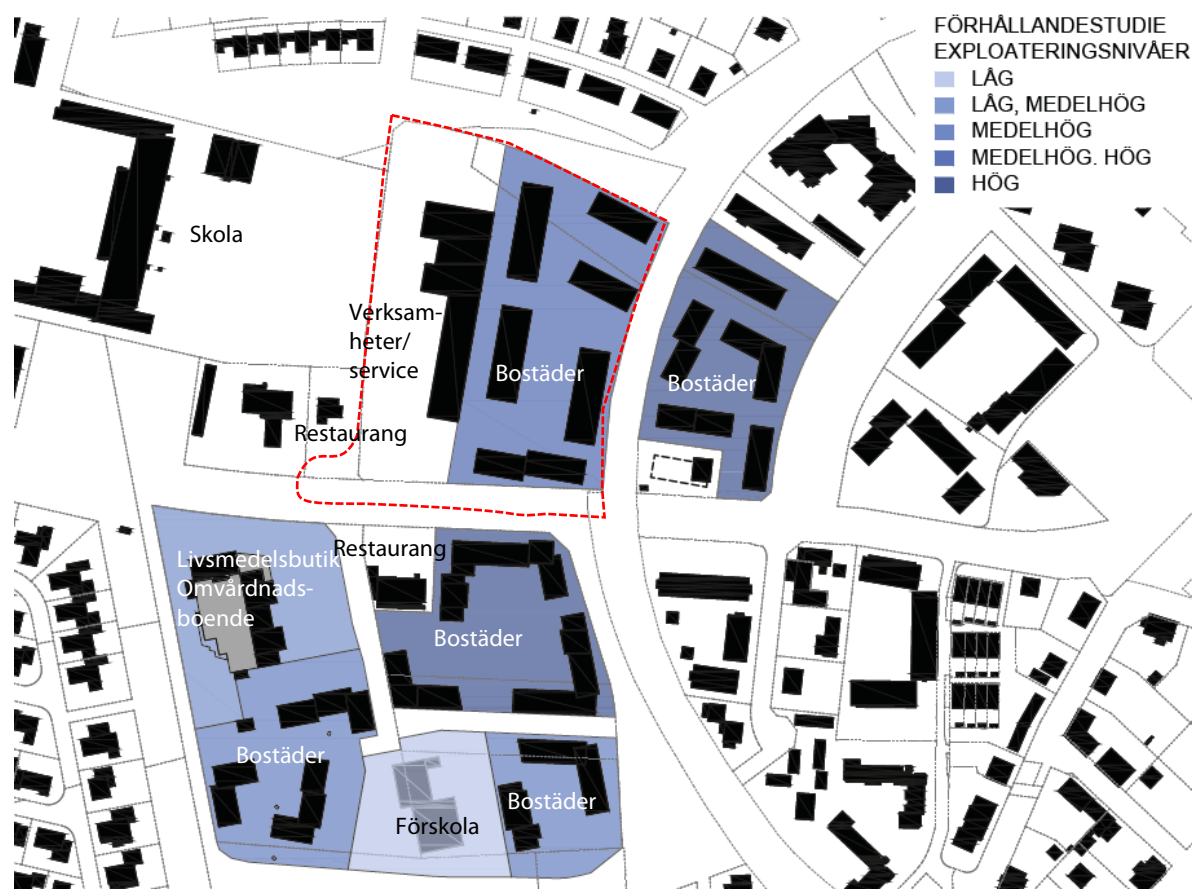 FÖRHÅLLANDESTUDIE
EXPLOATERINGSNIVÅER
LÅG
LÅG, MEDELHÖG
MEDELHÖG
MEDELHÖG. HÖG
HÖG
Skola
Verksam-
heter/
service
Bostäder
Bostäder
Restaurang
Livsmedelsbutik
Omvårdnads-
boende
Restaurang
Bostäder
Bostäder
Förskola
Bostäder